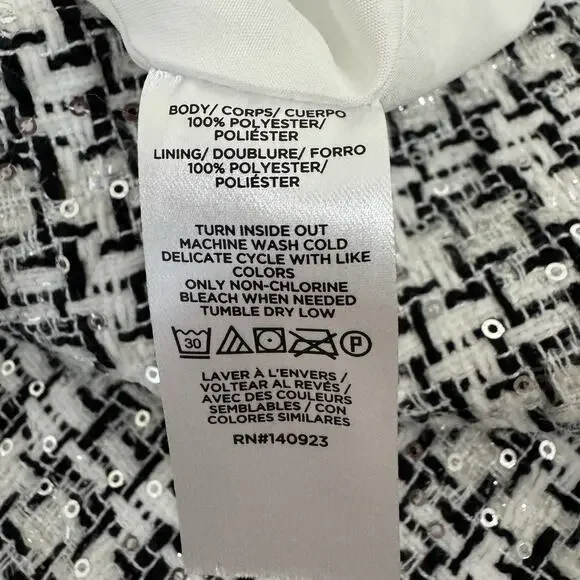 BODY/ CORPS/ CUERPO
100% POLYESTER/
POLIÉSTER
LINING/ DOUBLURE/ FORRO
100% POLYESTER/
POLIÉSTER
TURN INSIDE OUT
MACHINE WASH COLD
DELICATE CYCLE WITH LIKE
COLORS
ONLY NON-CHLORINE
BLEACH WHEN NEEDED
TUMBLE DRY LOW
30 P
LAVER À L'ENVERS /
VOLTEAR AL REVÉS /
AVEC DES COULEURS
SEMBLABLES / CON
COLORES SIMILARES
RN#140923